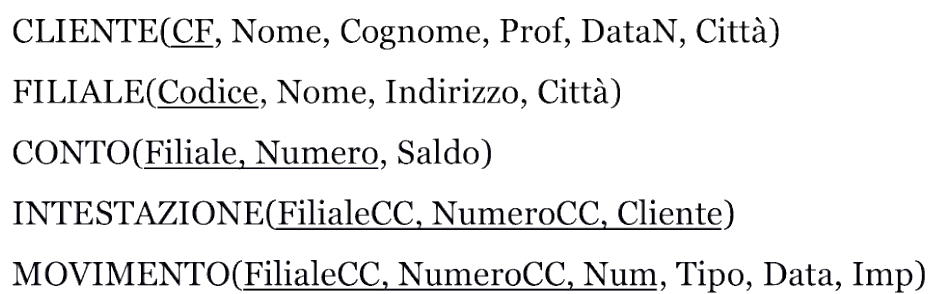 CLIENTE(CF, Nome, Cognome, Prof, DataN, Città)
FILIALE(Codice, Nome, Indirizzo, Città)
CONTO(Filiale, Numero, Saldo)
INTESTAZIONE(FilialeCC, NumeroCC, Cliente)
MOVIMENTO(FilialeCC, NumeroCC, Num, Tipo, Data, Imp)